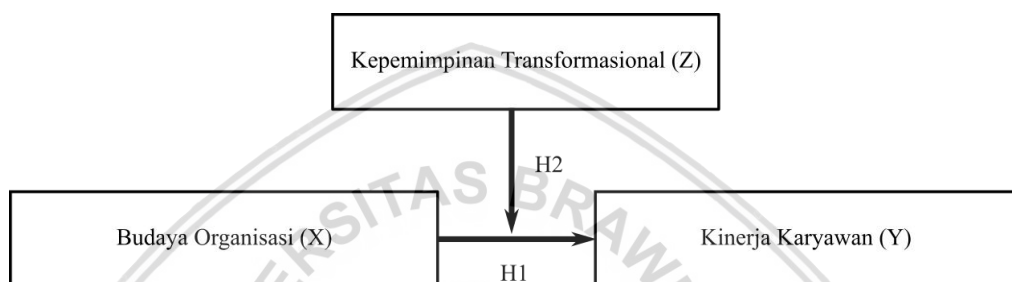 Kepemimpinan Transformasional (Z)
H2
Budaya Organisasi (X)
Kinerja Karyawan (Y)
H1